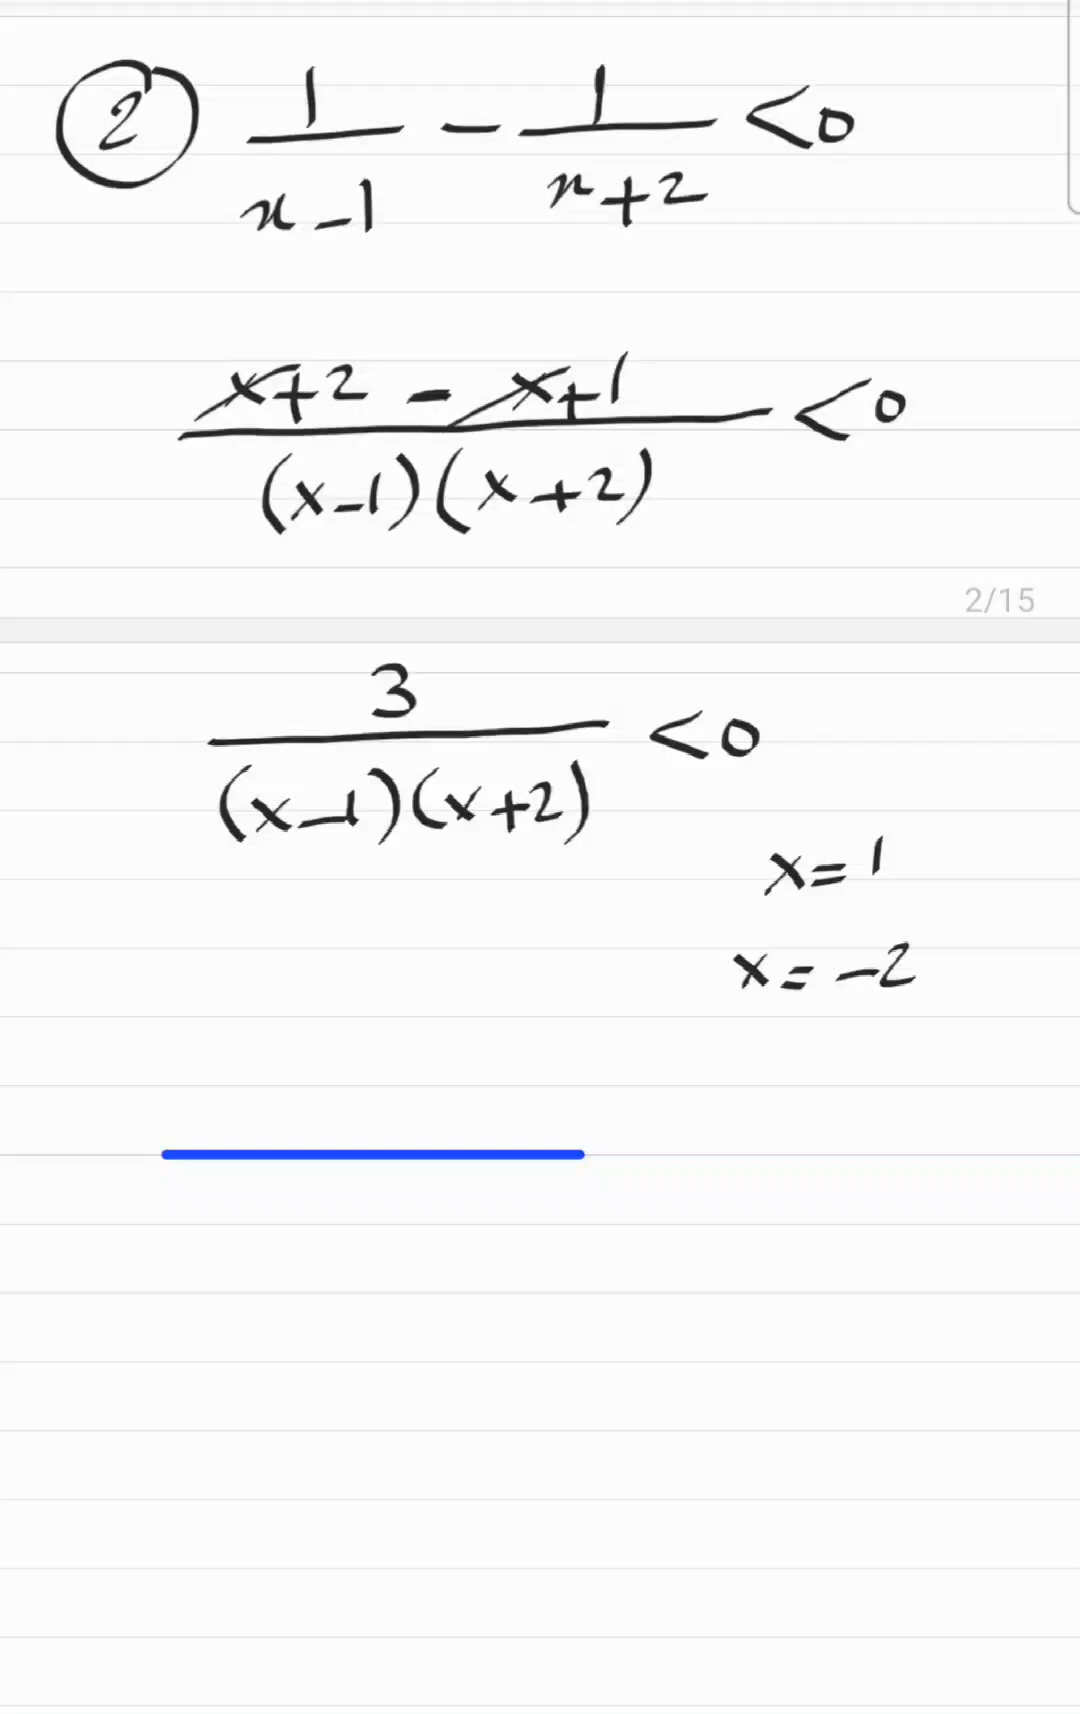 ② 1/(x-1) - 1/(x+2) <0
(x+2 - x+1)/((x-1)(x+2)) <0
2/15
3/((x-1)(x+2)) <0
x=1
x=-2